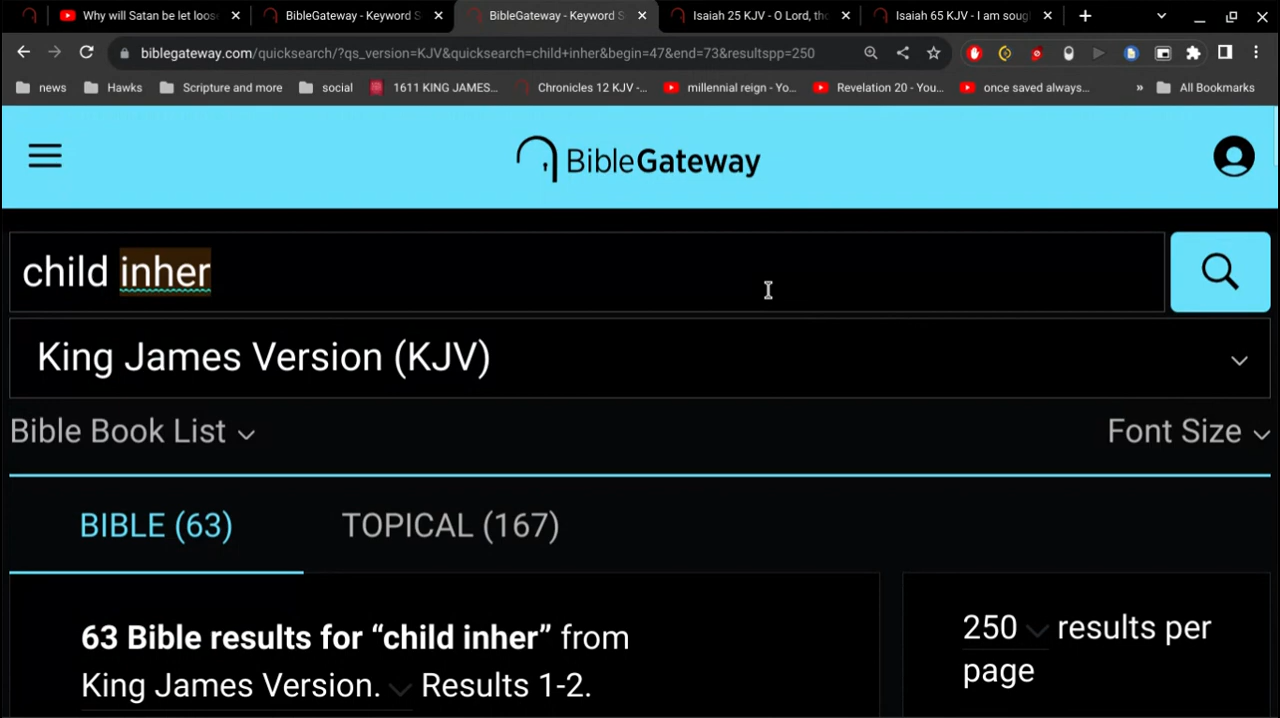 Why will Satan be let loos
BibleGateway - Keyword S
BibleGateway - Keyword S
Isaiah 25 KJV - O Lord, th
Isaiah 65 KJV - I am soug
biblegateway.com/quicksearch/?qs_version=KJV&quicksearch=child+inher&begin=47&end=73&resultspp=250
news Hawks Scripture and more social 1611 KING JAMES... Chronicles 12 KJV -... millennial reign - Yo... Revelation 20 - You... once saved always... » All Bookmarks
BibleGateway
child inher
King James Version (KJV)
Bible Book List Font Size
BIBLE (63) TOPICAL (167)
63 Bible results for “child inher” from
King James Version. Results 1-2.
250 results per
page